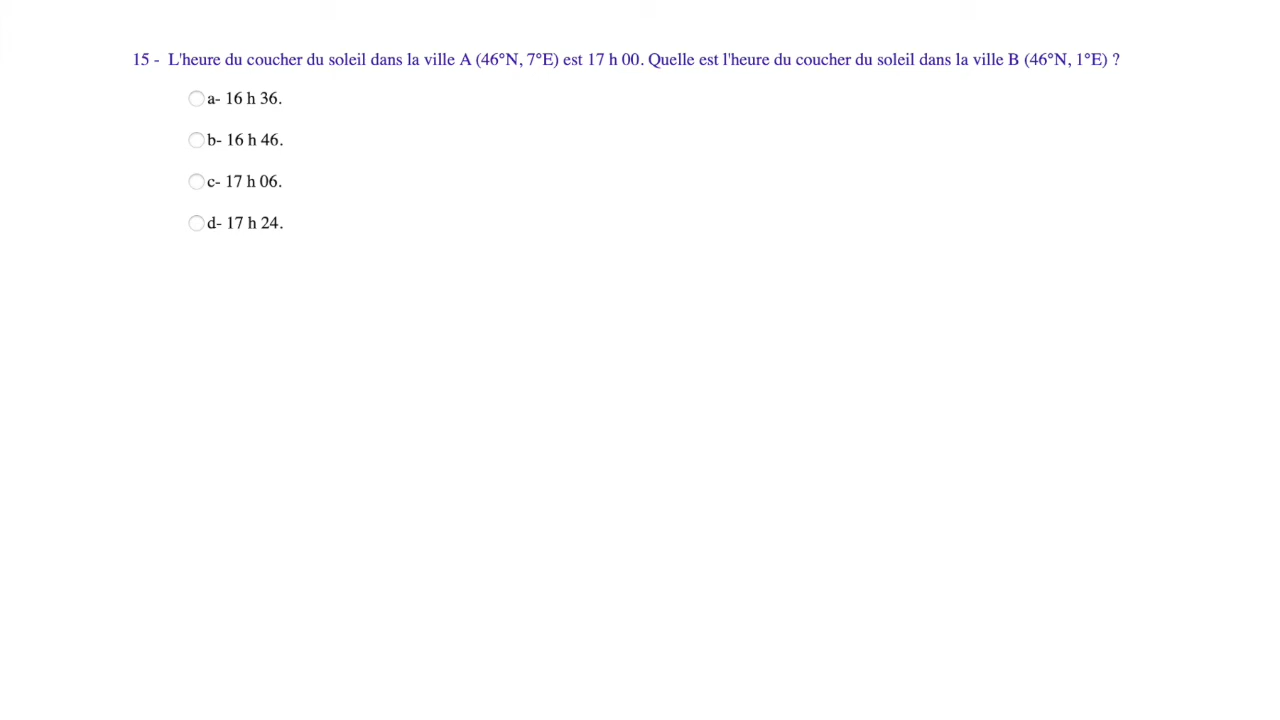 15 - L'heure du coucher du soleil dans la ville A (46°N, 7°E) est 17 h 00. Quelle est l'heure du coucher du soleil dans la ville B (46°N, 1°E) ?
a- 16 h 36.
b- 16 h 46.
c- 17 h 06.
d- 17 h 24.